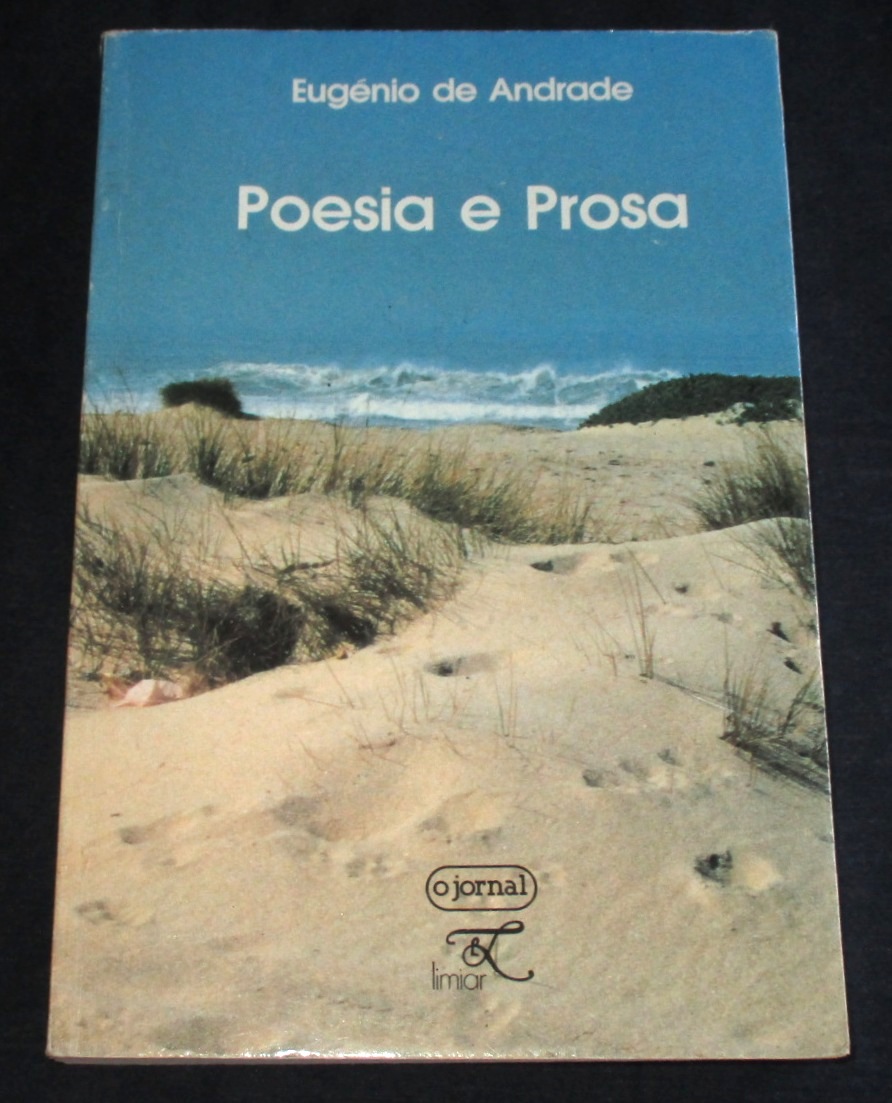 Eugénio de Andrade
Poesia e Prosa
o jornal
limiar